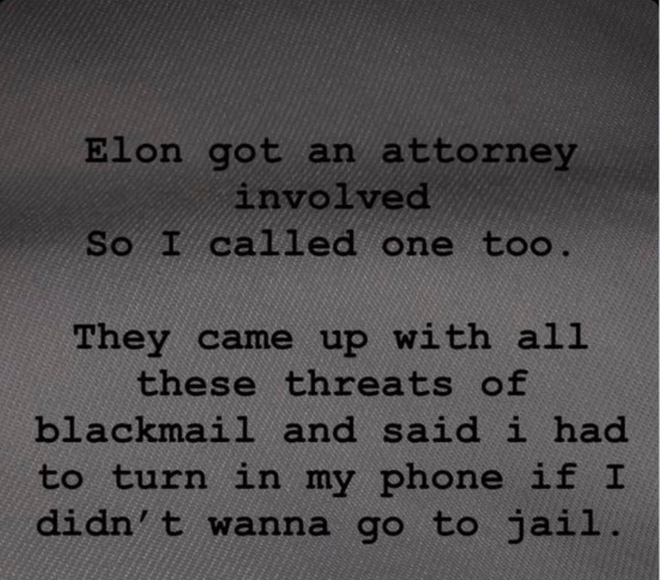 Elon got an attorney
involved
So I called one too.
They came up with all
these threats of
blackmail and said i had
to turn in my phone if I
didn’t wanna go to jail.